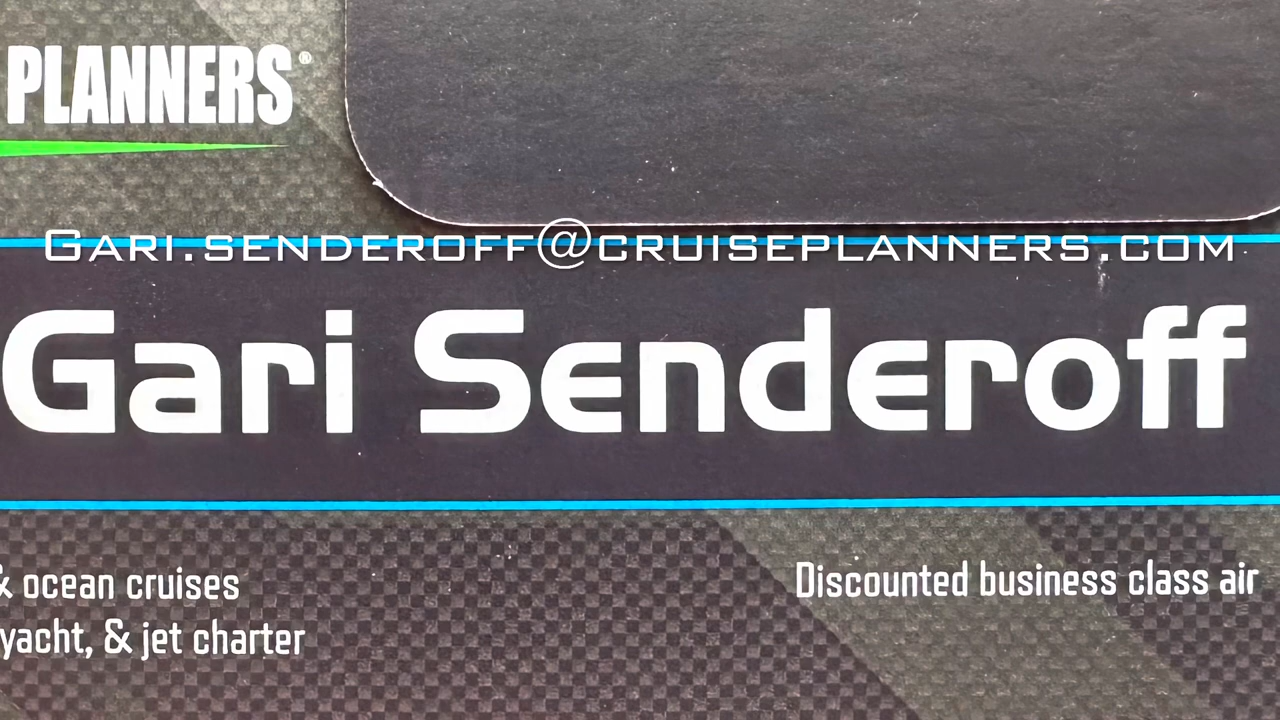 PLANNERS®
GARI.SENDEROFF@CRUISEPLANNERS.COM
Gari Senderoff
& ocean cruises
yacht, & jet charter
Discounted business class air